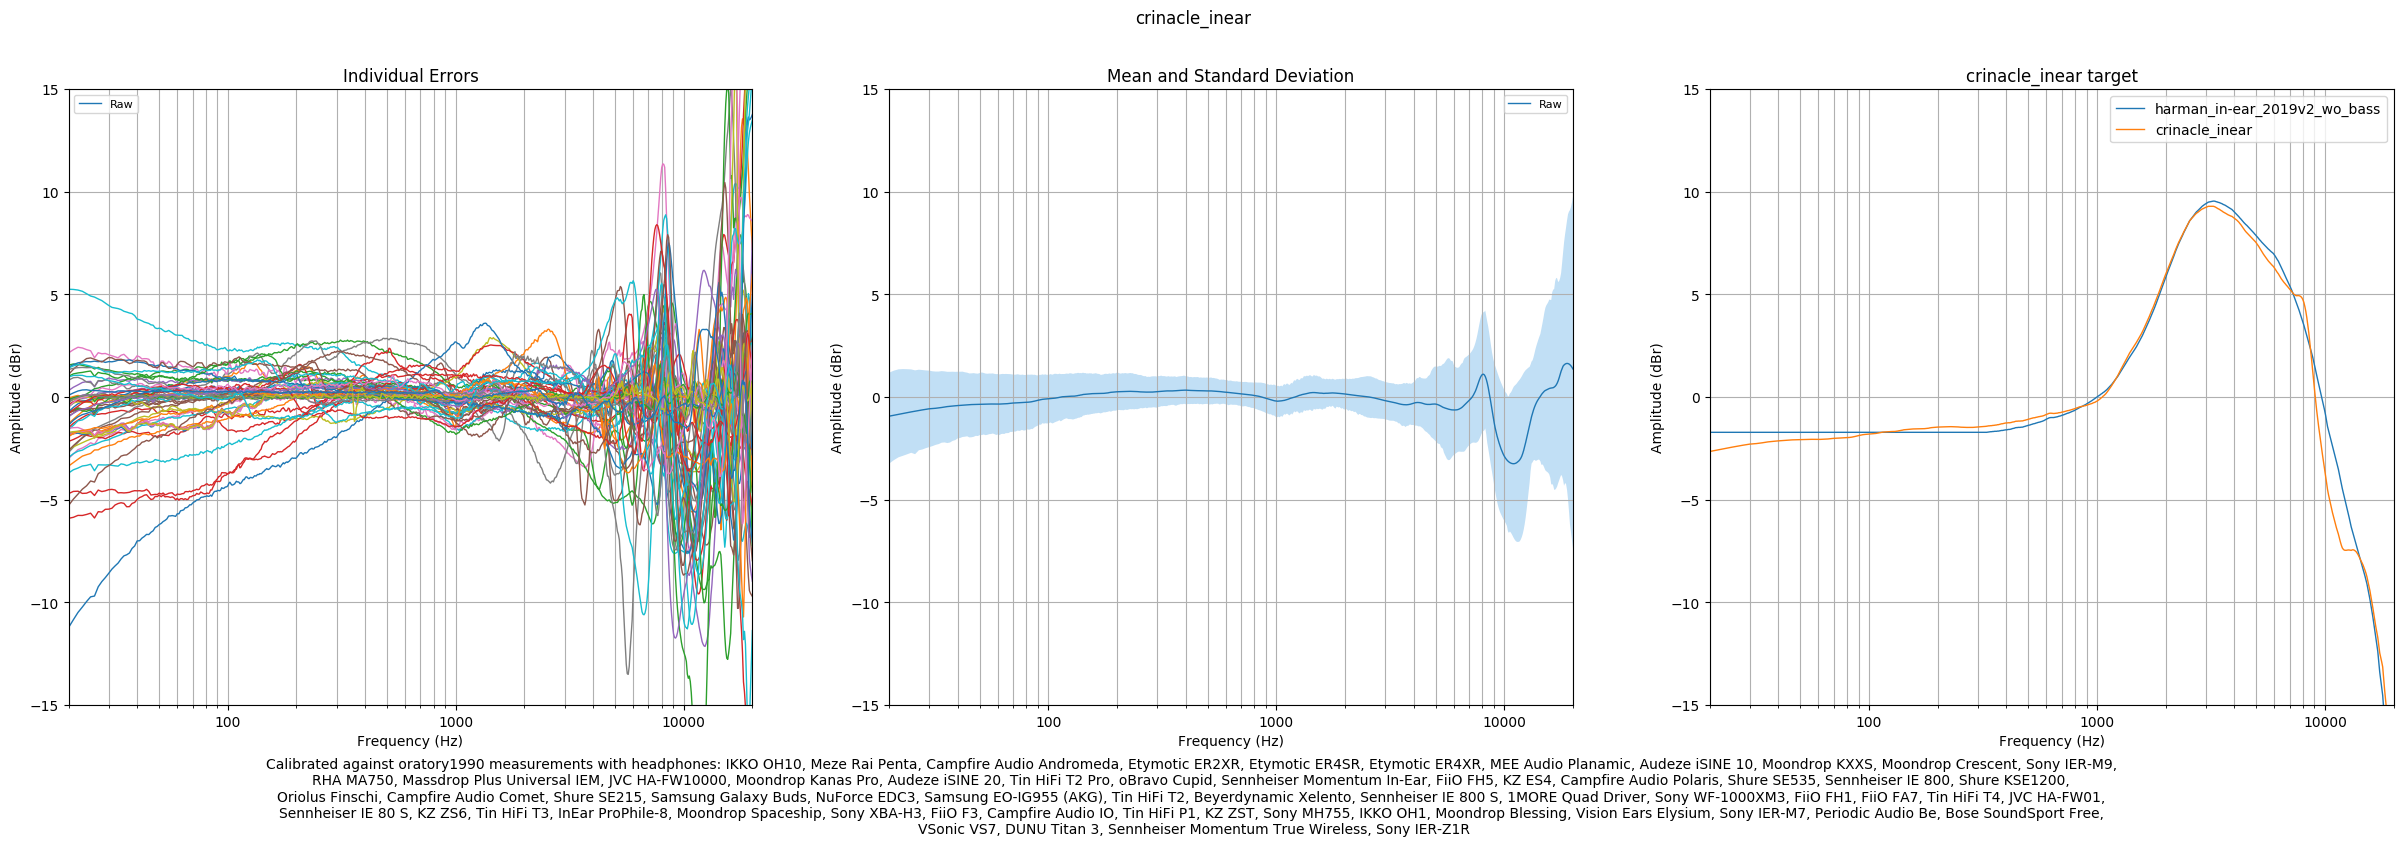 crinacle_inear
Individual Errors
Raw
15
10
5
0
−5
−10
−15
Amplitude (dBr)
100
1000
10000
Frequency (Hz)
Mean and Standard Deviation
Raw
15
10
5
0
−5
−10
−15
Amplitude (dBr)
100
1000
10000
Frequency (Hz)
crinacle_inear target
harman_in-ear_2019v2_wo_bass
crinacle_inear
15
10
5
0
−5
−10
−15
Amplitude (dBr)
100
1000
10000
Frequency (Hz)
Calibrated against oratory1990 measurements with headphones: IKKO OH10, Meze Rai Penta, Campfire Audio Andromeda, Etymotic ER2XR, Etymotic ER4SR, Etymotic ER4XR, MEE Audio Planamic, Audeze iSINE 10, Moondrop KXXS, Moondrop Crescent, Sony IER-M9,
RHA MA750, Massdrop Plus Universal IEM, JVC HA-FW10000, Moondrop Kanas Pro, Audeze iSINE 20, Tin HiFi T2 Pro, oBravo Cupid, Sennheiser Momentum In-Ear, FiiO FH5, KZ ES4, Campfire Audio Polaris, Shure SE535, Sennheiser IE 800, Shure KSE1200,
Oriolus Finschi, Campfire Audio Comet, Shure SE215, Samsung Galaxy Buds, NuForce EDC3, Samsung EO-IG955 (AKG), Tin HiFi T2, Beyerdynamic Xelento, Sennheiser IE 800 S, 1MORE Quad Driver, Sony WF-1000XM3, FiiO FH1, FiiO FA7, Tin HiFi T4, JVC HA-FW01,
Sennheiser IE 80 S, KZ ZS6, Tin HiFi T3, InEar ProPhile-8, Moondrop Spaceship, Sony XBA-H3, FiiO F3, Campfire Audio IO, Tin HiFi P1, KZ ZST, Sony MH755, IKKO OH1, Moondrop Blessing, Vision Ears Elysium, Sony IER-M7, Periodic Audio Be, Bose SoundSport Free,
VSonic VS7, DUNU Titan 3, Sennheiser Momentum True Wireless, Sony IER-Z1R